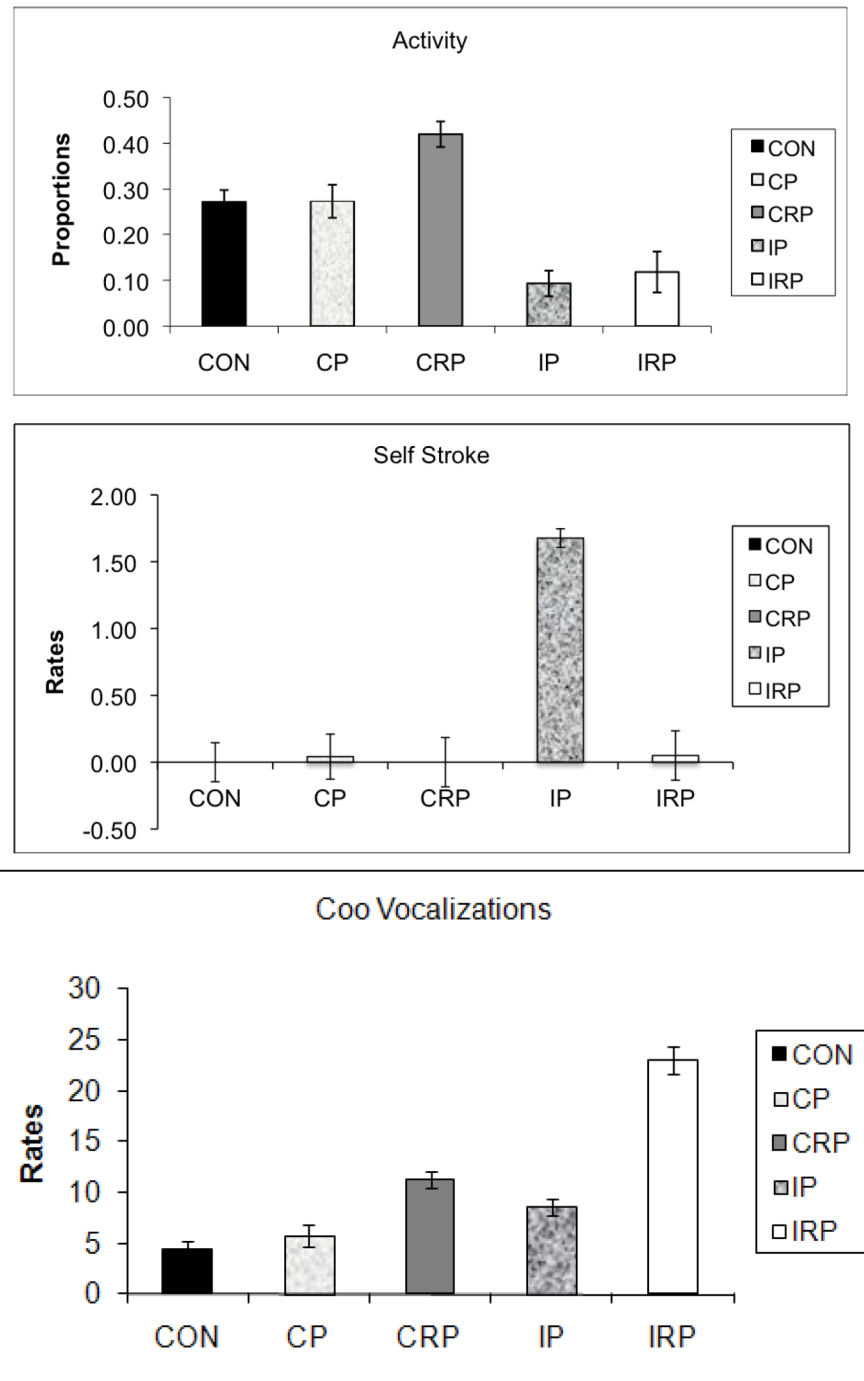 Activity
0.50
0.40
0.30
0.20
0.10
0.00
Proportions
CON CP CRP IP IRP
CON
CP
CRP
IP
IRP
Self Stroke
2.00
1.50
1.00
0.50
0.00
-0.50
Rates
CON CP CRP IP IRP
CON
CP
CRP
IP
IRP
Coo Vocalizations
30
25
20
15
10
5
0
Rates
CON CP CRP IP IRP
CON
CP
CRP
IP
IRP